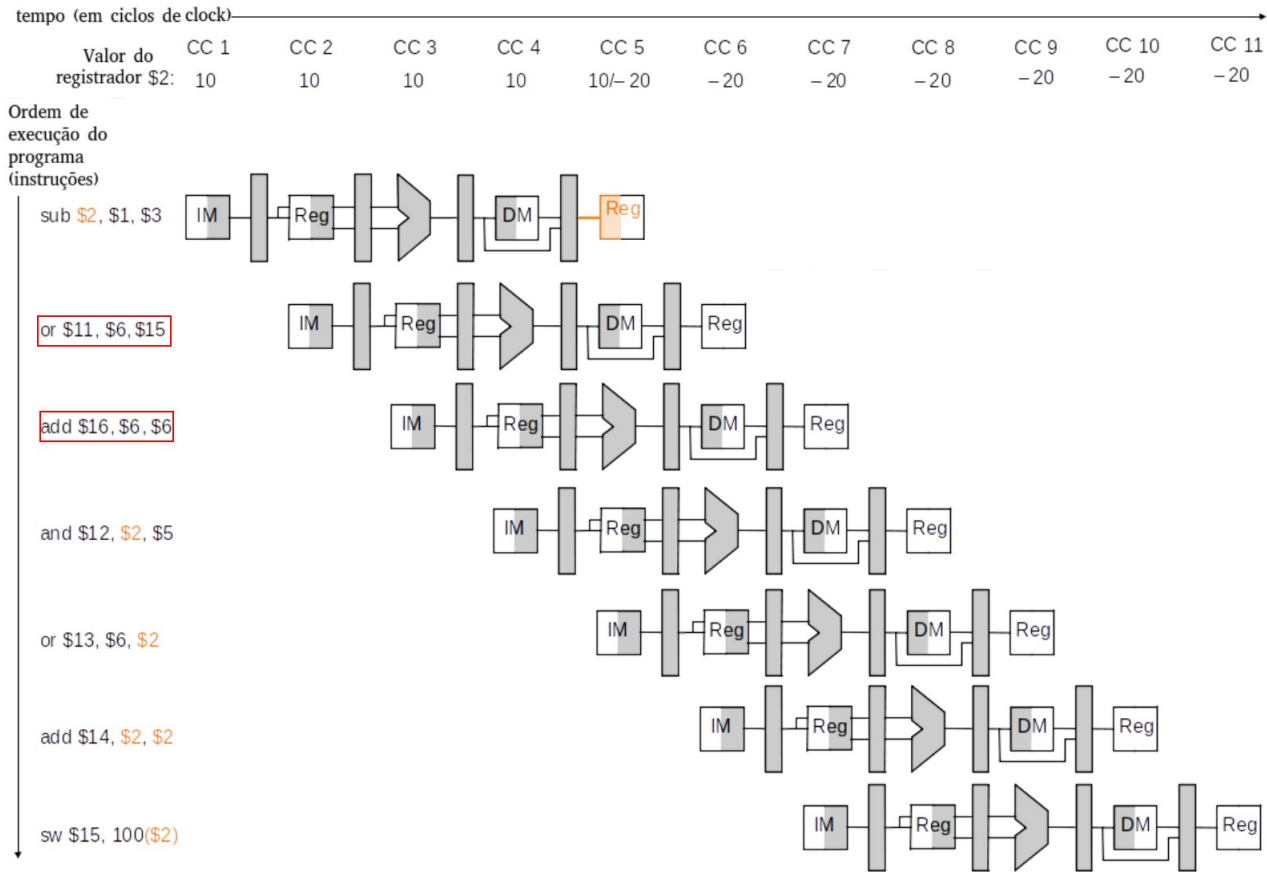 tempo (em ciclos de clock)
CC 1 CC 2 CC 3 CC 4 CC 5 CC 6 CC 7 CC 8 CC 9 CC 10 CC 11
Valor do
registrador $2: 10 10 10 10 10/– 20 – 20 – 20 – 20 – 20 – 20 – 20
Ordem de
execução do
programa
(instruções)
sub $2, $1, $3 IM Reg DM Reg
or $11, $6, $15 IM Reg DM Reg
add $16, $6, $6 IM Reg DM Reg
and $12, $2, $5 IM Reg DM Reg
or $13, $6, $2 IM Reg DM Reg
add $14, $2, $2 IM Reg DM Reg
sw $15, 100($2) IM Reg DM Reg